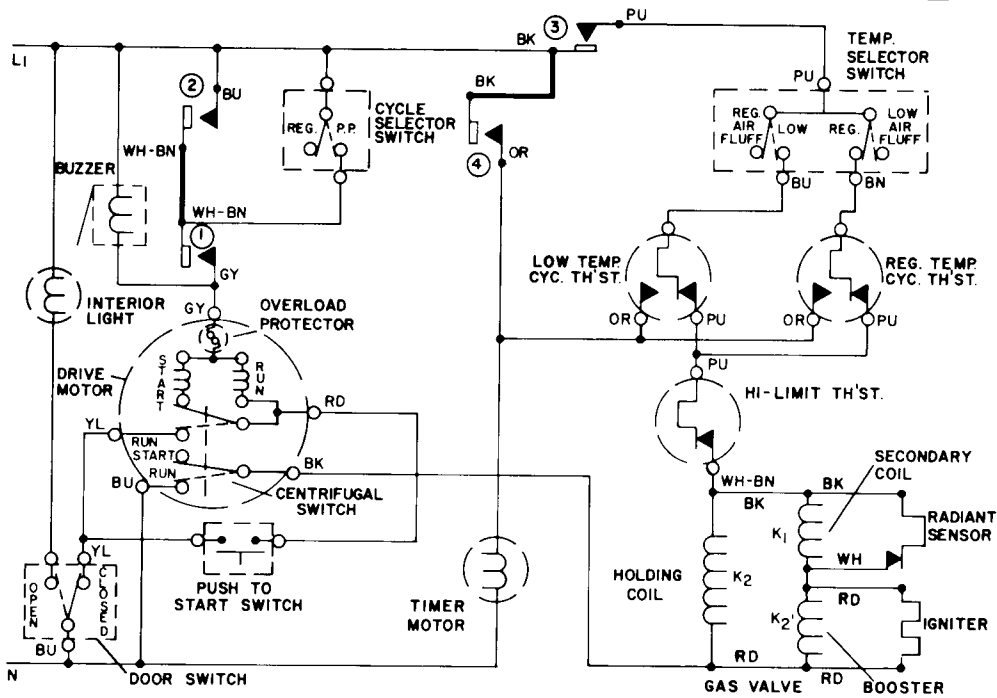 PU
3
BK
L1
TEMP.
SELECTOR
SWITCH
2
BU
BK
PU
CYCLE
SELECTOR
SWITCH
REG. P.P.
REG.
AIR
FLUFF
LOW
REG.
LOW
AIR
FLUFF
WH-BN
4
OR
BUZZER
BU
BN
WH-BN
1
GY
LOW TEMP.
CYC. TH'ST.
REG. TEMP.
CYC. TH'ST.
INTERIOR
LIGHT
GY
OVERLOAD
PROTECTOR
OR
PU
OR
PU
START
RUN
PU
DRIVE
MOTOR
HI-LIMIT TH'ST.
RD
YL
RUN
START
RUN
BK
BU
CENTRIFUGAL
SWITCH
WH-BN
BK
BK
SECONDARY
COIL
K1
RADIANT
SENSOR
WH
YL
PUSH TO
START SWITCH
OPEN
CLOSED
TIMER
MOTOR
HOLDING
COIL
K2
RD
K2'
IGNITER
BU
N
DOOR SWITCH
RD
GAS VALVE
RD
BOOSTER